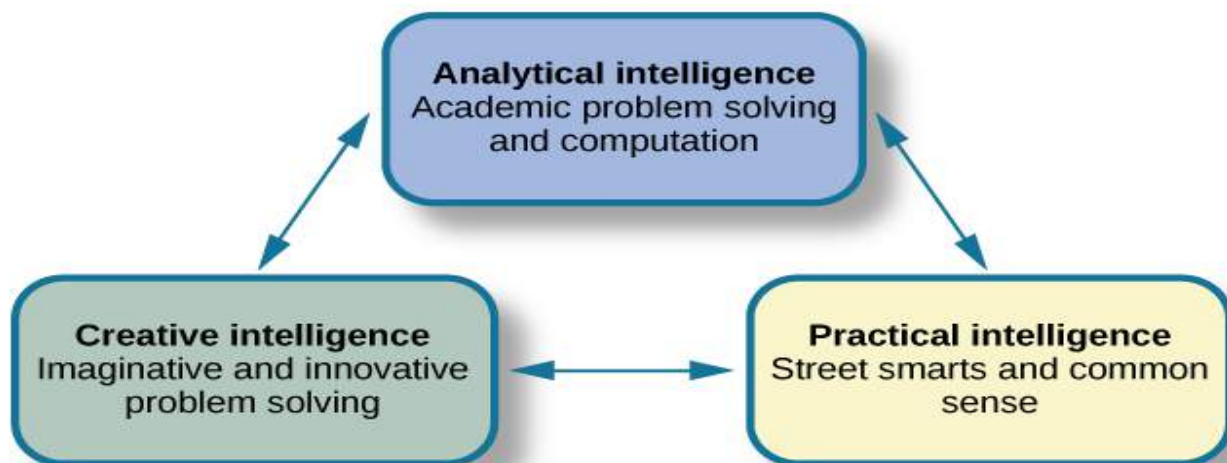 Analytical intelligence
Academic problem solving
and computation
Creative intelligence
Imaginative and innovative
problem solving
Practical intelligence
Street smarts and common
sense